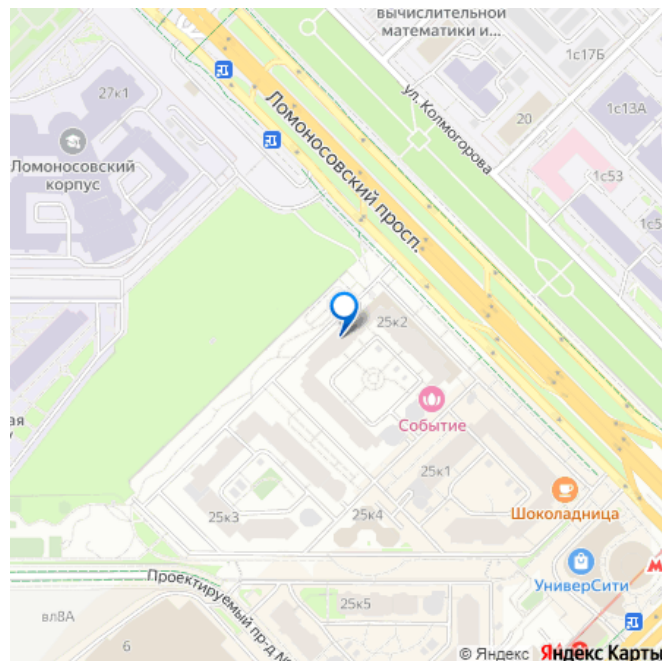 вычислительной
математики и...
1с17Б
27к1
ул. Колмогорова
1с13А
20
Ломоносовский
корпус
Ломоносовский просп.
1с53
25к2
Событие
25к1
Шоколадница
25к3
25к4
УниверСити
Проектируемый пр-д №
25к5
вл8А
6
© Яндекс
Яндекс Карты